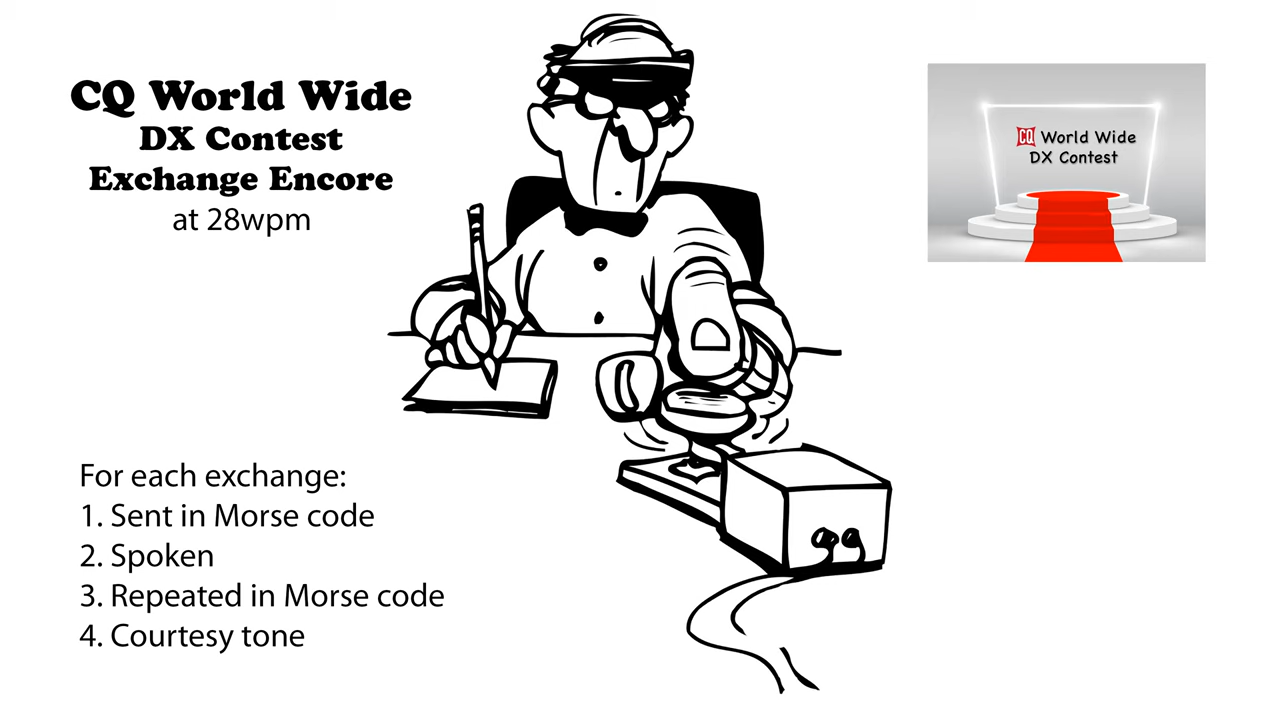 CQ World Wide
DX Contest
Exchange Encore
at 28wpm
CQ World Wide
DX Contest
For each exchange:
1. Sent in Morse code
2. Spoken
3. Repeated in Morse code
4. Courtesy tone